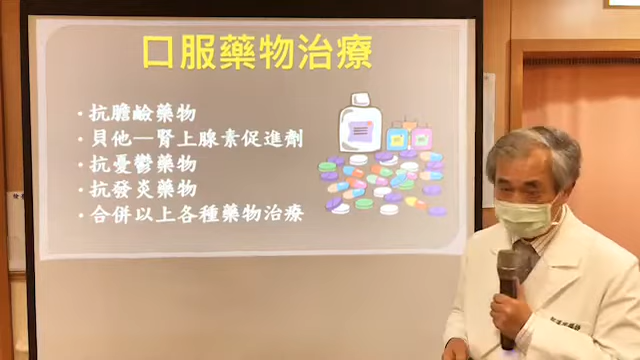 口服藥物治療
・抗膽鹼藥物
・貝他—腎上腺素促進劑
・抗憂鬱藥物
・抗發炎藥物
・合併以上各種藥物治療